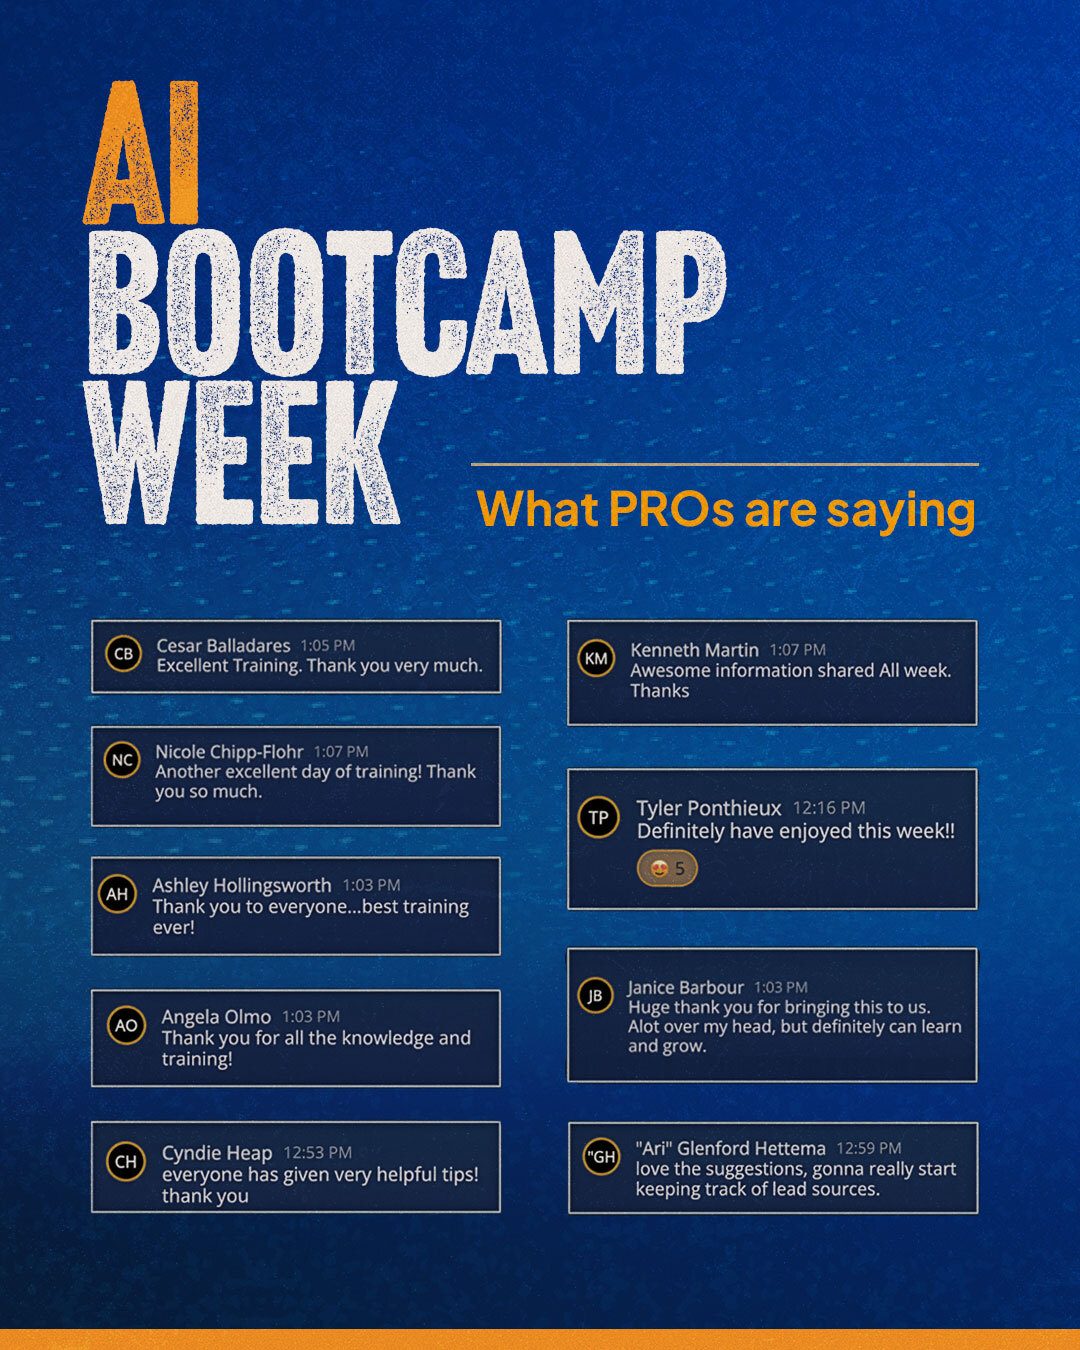 AI
BOOTCAMP
WEEK
What PROs are saying
CB
Cesar Balladares 1:05 PM
Excellent Training. Thank you very much.
NC
Nicole Chipp-Flohr 1:07 PM
Another excellent day of training! Thank
you so much.
AH
Ashley Hollingsworth 1:03 PM
Thank you to everyone...best training
ever!
AO
Angela Olmo 1:03 PM
Thank you for all the knowledge and
training!
CH
Cyndie Heap 12:53 PM
everyone has given very helpful tips!
thank you
KM
Kenneth Martin 1:07 PM
Awesome information shared All week.
Thanks
TP
Tyler Ponthieux 12:16 PM
Definitely have enjoyed this week!!
😍 5
JB
Janice Barbour 1:03 PM
Huge thank you for bringing this to us.
Alot over my head, but definitely can learn
and grow.
"GH
"Ari" Glenford Hettema 12:59 PM
love the suggestions, gonna really start
keeping track of lead sources.